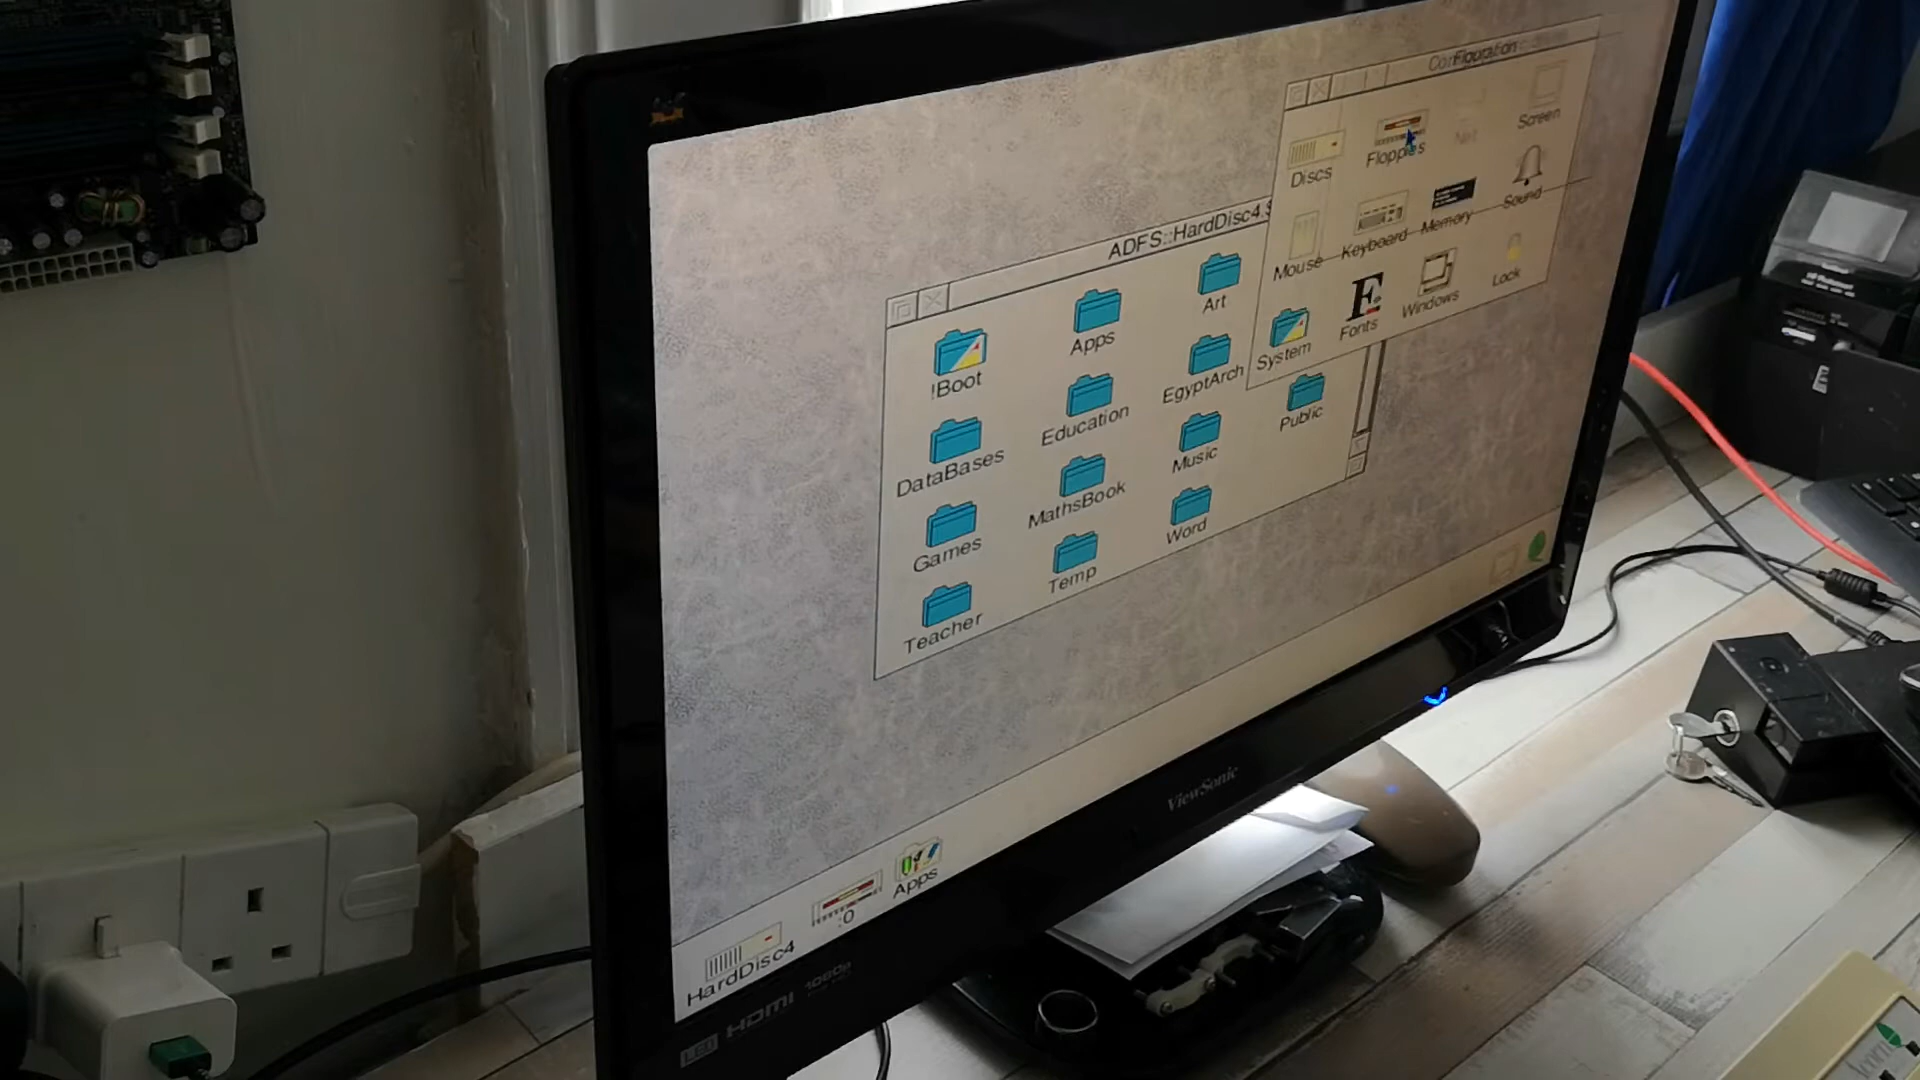 Configuration
Discs
Floppies
Net
Screen
Mouse
Keyboard
Memory
Sound
System
Fonts
Windows
Lock
ADFS::HardDisc4.$
!Boot
Apps
Art
DataBases
Education
EgyptArch
Public
Games
MathsBook
Music
Teacher
Temp
Word
HardDisc4
:0
Apps
ViewSonic
LED HDMI 1080p